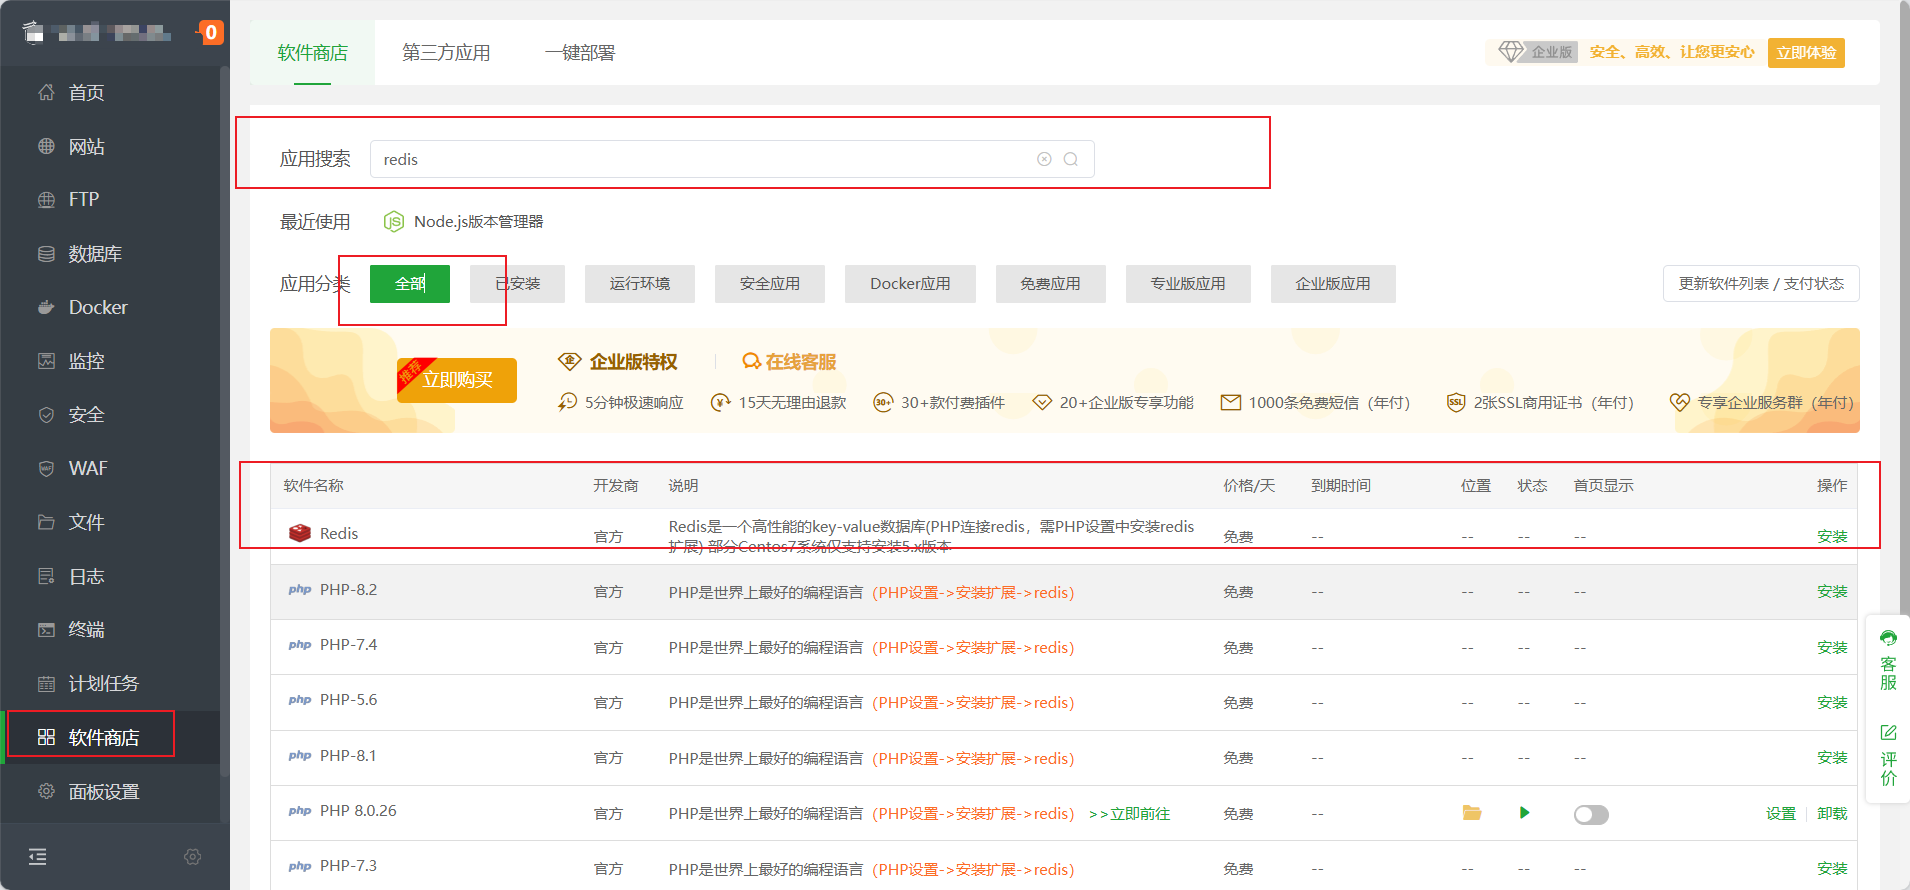 0
首页
网站
FTP
数据库
Docker
监控
安全
WAF
文件
日志
终端
计划任务
软件商店
面板设置
软件商店 第三方应用 一键部署
企业版 安全、高效、让您更安心 立即体验
应用搜索 redis
最近使用 Node.js版本管理器
应用分类 全部 已安装 运行环境 安全应用 Docker应用 免费应用 专业版应用 企业版应用 更新软件列表 / 支付状态
推荐 立即购买 企业版特权 在线客服
5分钟极速响应 15天无理由退款 30+款付费插件 20+企业版专享功能 1000条免费短信（年付） 2张SSL商用证书（年付） 专享企业服务群（年付）
软件名称 开发商 说明 价格/天 到期时间 位置 状态 首页显示 操作
Redis 官方 Redis是一个高性能的key-value数据库(PHP连接redis，需PHP设置中安装redis
扩展) 部分Centos7系统仅支持安装5.x版本 免费 -- -- -- -- 安装
php PHP-8.2 官方 PHP是世界上最好的编程语言 (PHP设置->安装扩展->redis) 免费 -- -- -- -- 安装
php PHP-7.4 官方 PHP是世界上最好的编程语言 (PHP设置->安装扩展->redis) 免费 -- -- -- -- 安装
php PHP-5.6 官方 PHP是世界上最好的编程语言 (PHP设置->安装扩展->redis) 免费 -- -- -- -- 安装
php PHP-8.1 官方 PHP是世界上最好的编程语言 (PHP设置->安装扩展->redis) 免费 -- -- -- -- 安装
php PHP 8.0.26 官方 PHP是世界上最好的编程语言 (PHP设置->安装扩展->redis) >>立即前往 免费 -- 设置 | 卸载
php PHP-7.3 官方 PHP是世界上最好的编程语言 (PHP设置->安装扩展->redis) 免费 -- -- -- -- 安装
客服
评价